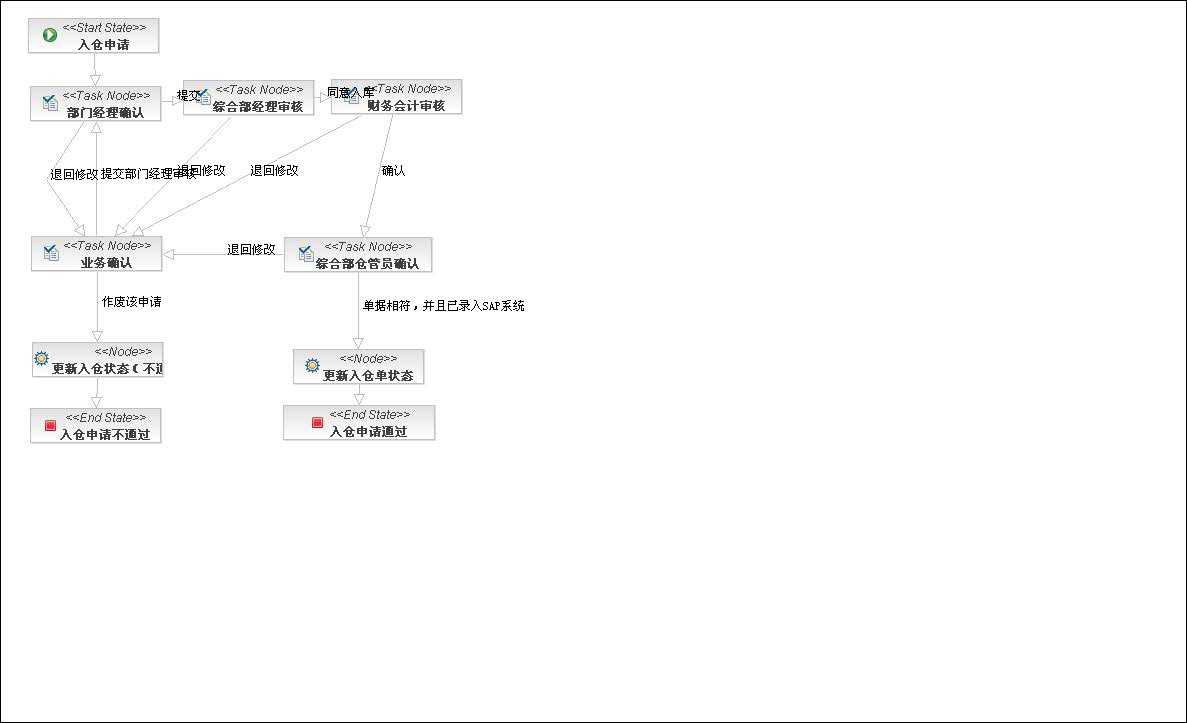 <<Start State>>
入仓申请
<<Task Node>>
部门经理确认
提交
<<Task Node>>
综合部经理审核
同意入库
<<Task Node>>
财务会计审核
退回修改
提交部门经理审核
退回修改
退回修改
确认
<<Task Node>>
业务确认
退回修改
<<Task Node>>
综合部仓管员确认
作废该申请
单据相符，并且已录入SAP系统
<<Node>>
更新入仓状态（不通
<<Node>>
更新入仓单状态
<<End State>>
入仓申请不通过
<<End State>>
入仓申请通过